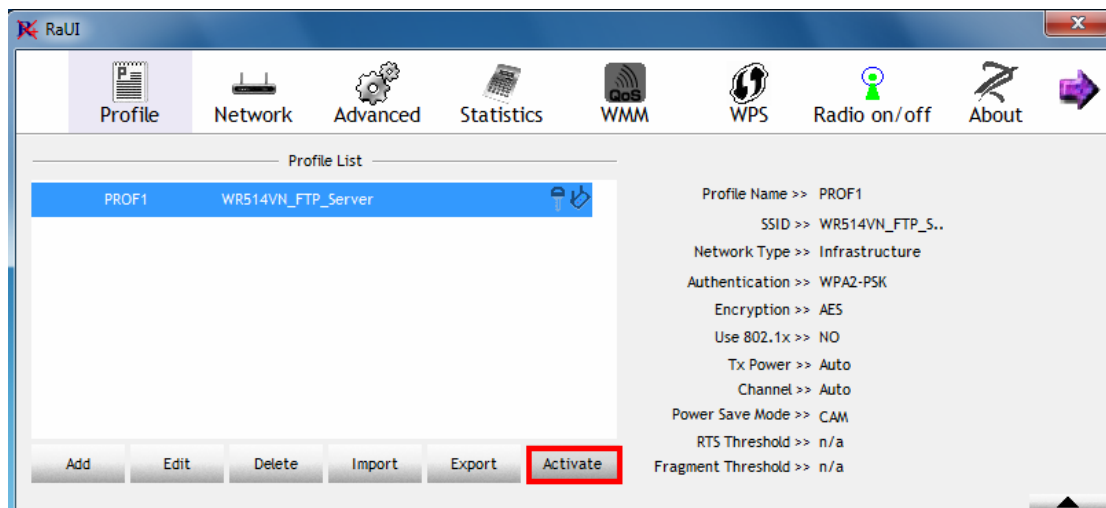 RaUI
x
Profile Network Advanced Statistics QoS WMM WPS Radio on/off About
Profile List
PROF1 WR514VN_FTP_Server
Profile Name >> PROF1
SSID >> WR514VN_FTP_S..
Network Type >> Infrastructure
Authentication >> WPA2-PSK
Encryption >> AES
Use 802.1x >> NO
Tx Power >> Auto
Channel >> Auto
Power Save Mode >> CAM
RTS Threshold >> n/a
Fragment Threshold >> n/a
Add Edit Delete Import Export Activate